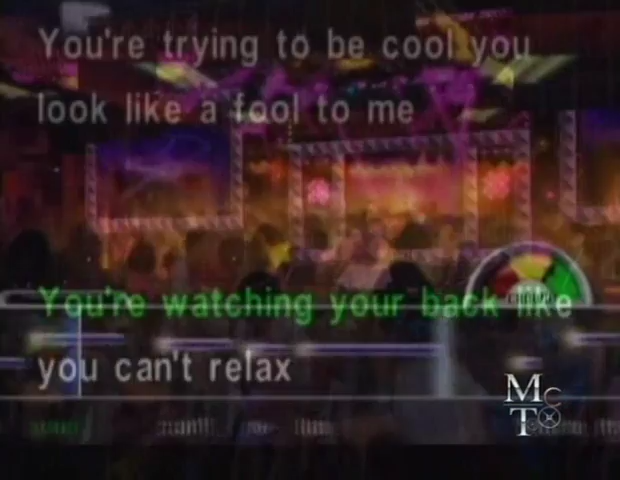 You're trying to be cool you
look like a fool to me
You're watching your back like
you can't relax
M C
T